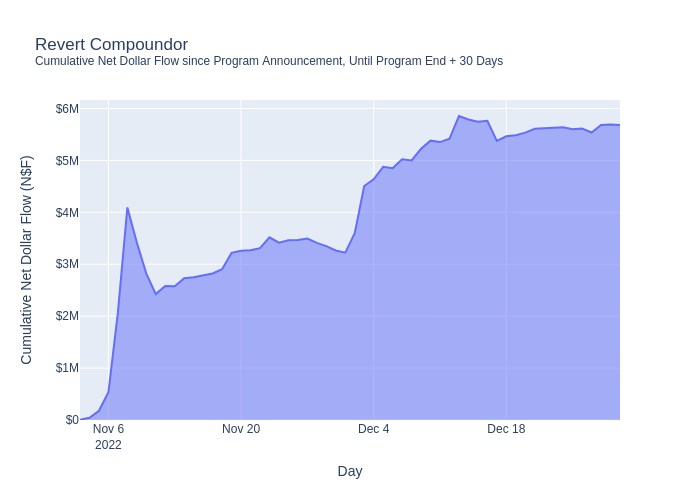 Revert Compoundor
Cumulative Net Dollar Flow since Program Announcement, Until Program End + 30 Days
Cumulative Net Dollar Flow (N$F)
$6M
$5M
$4M
$3M
$2M
$1M
$0
Nov 6
2022
Nov 20
Dec 4
Dec 18
Day